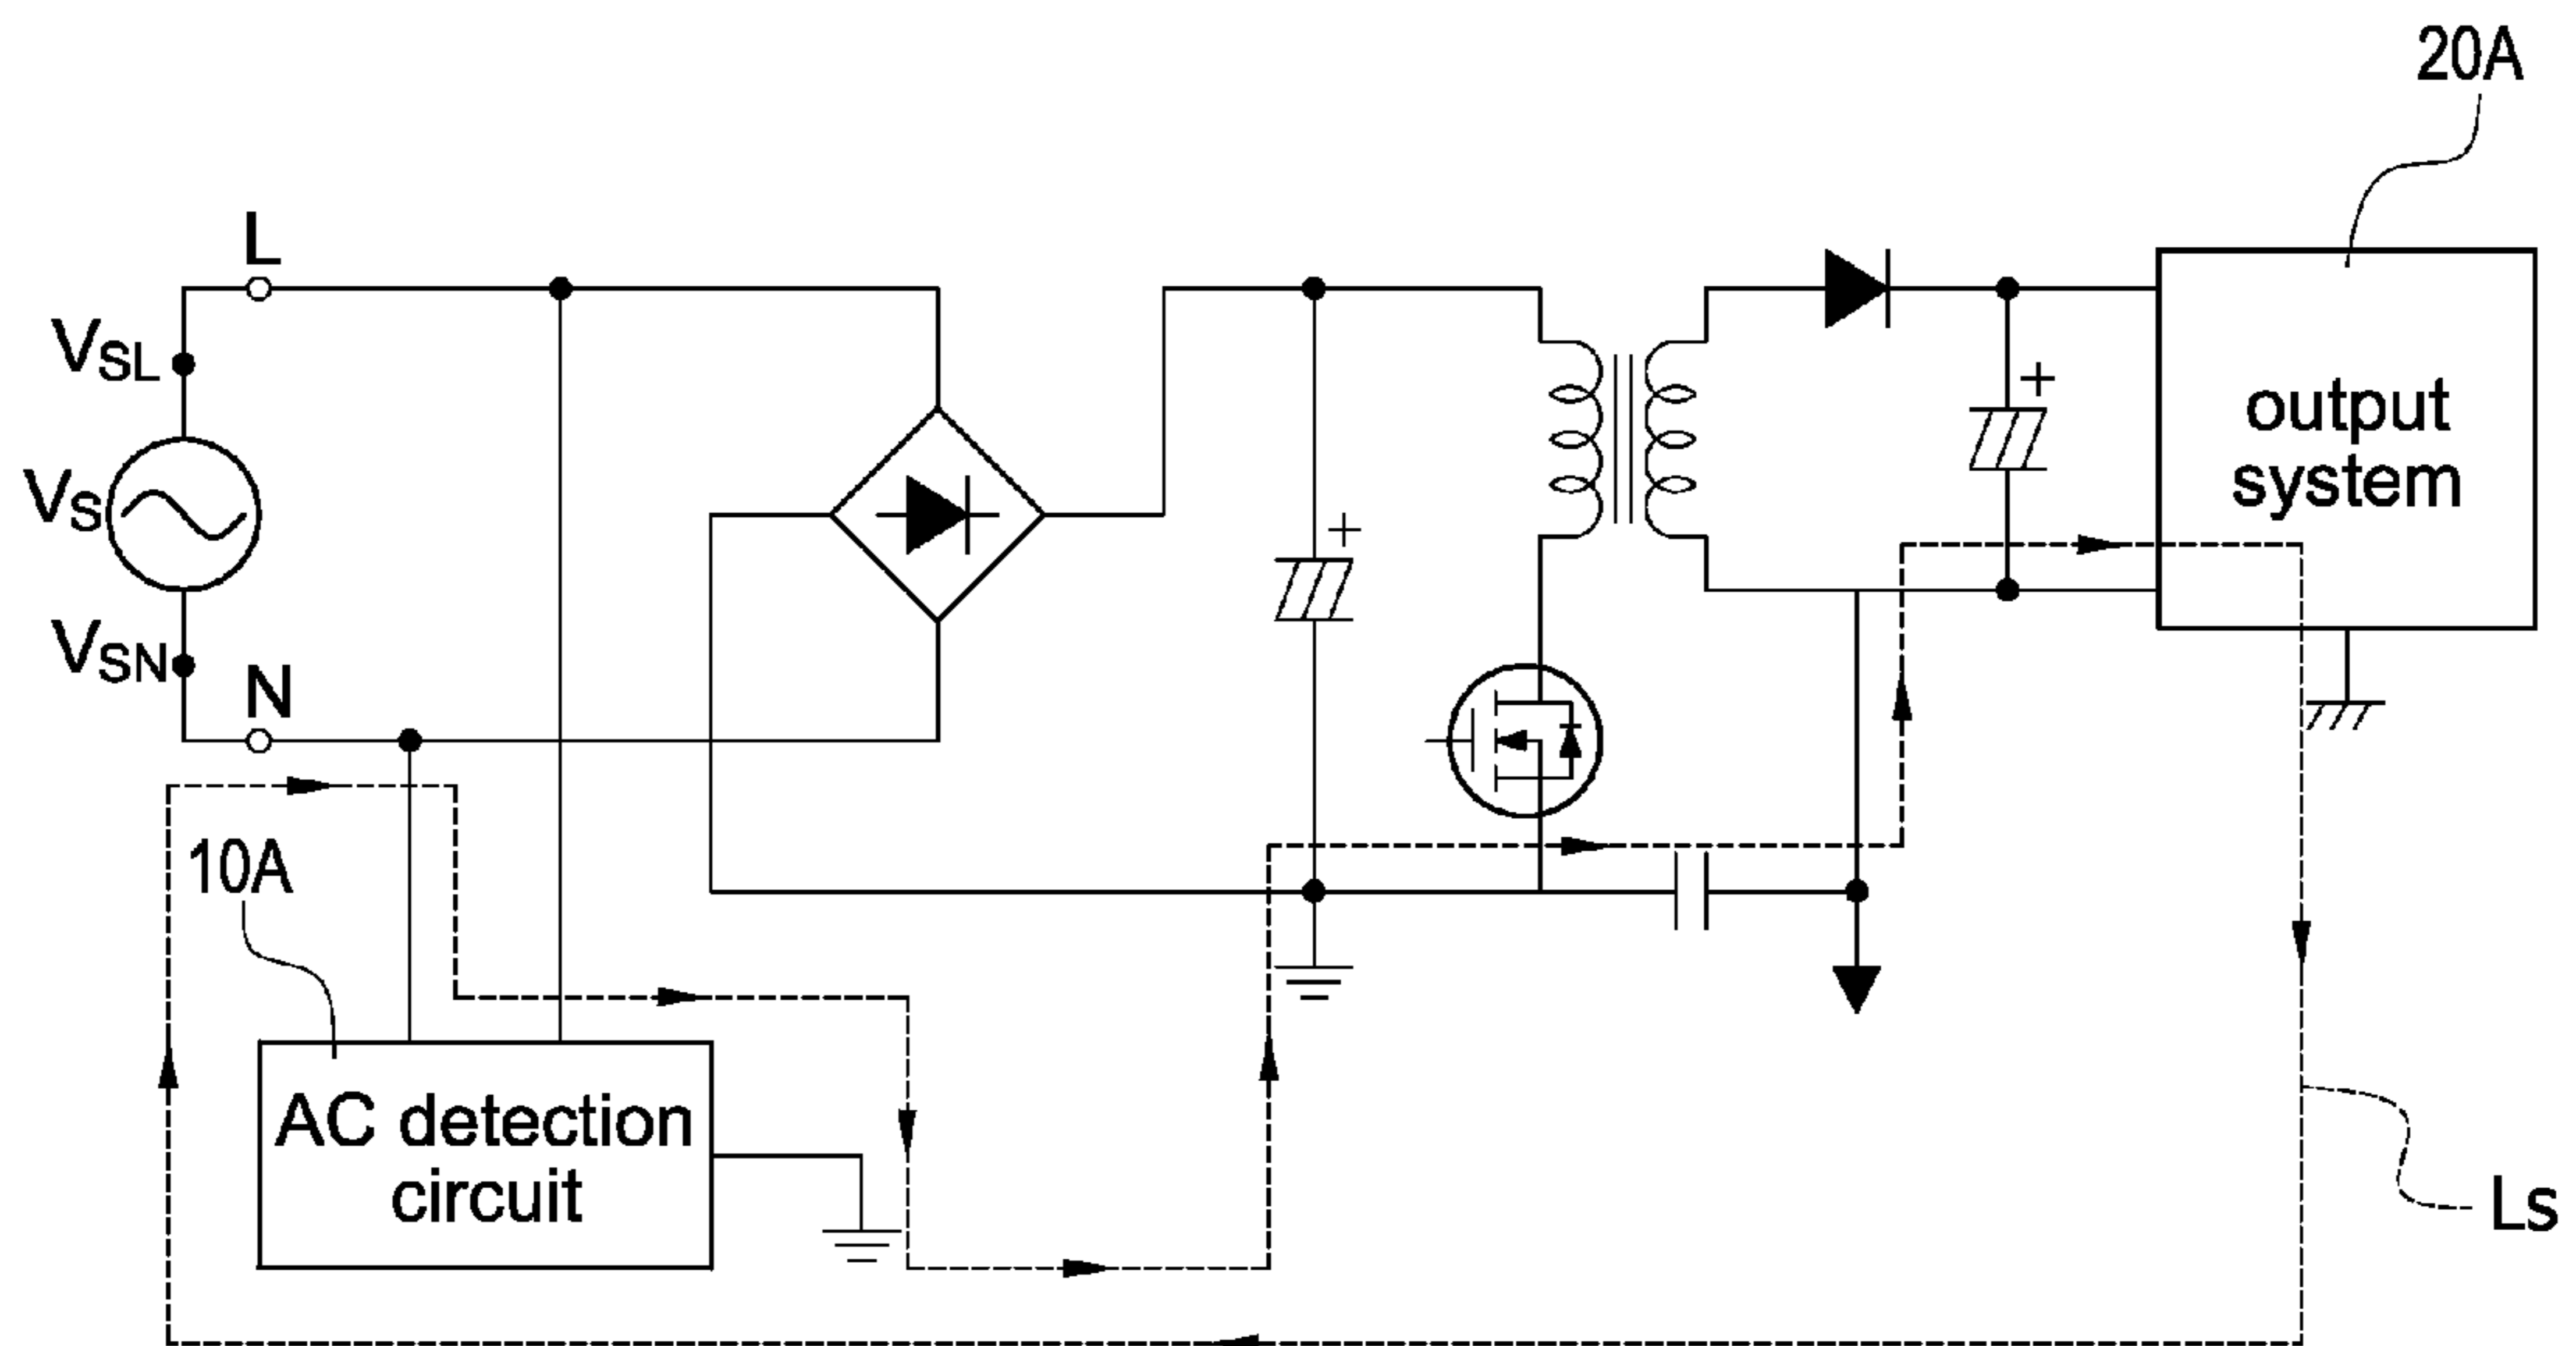 20A
L
VSL
VS
VSN
N
+
+
output
system
10A
AC detection
circuit
Ls